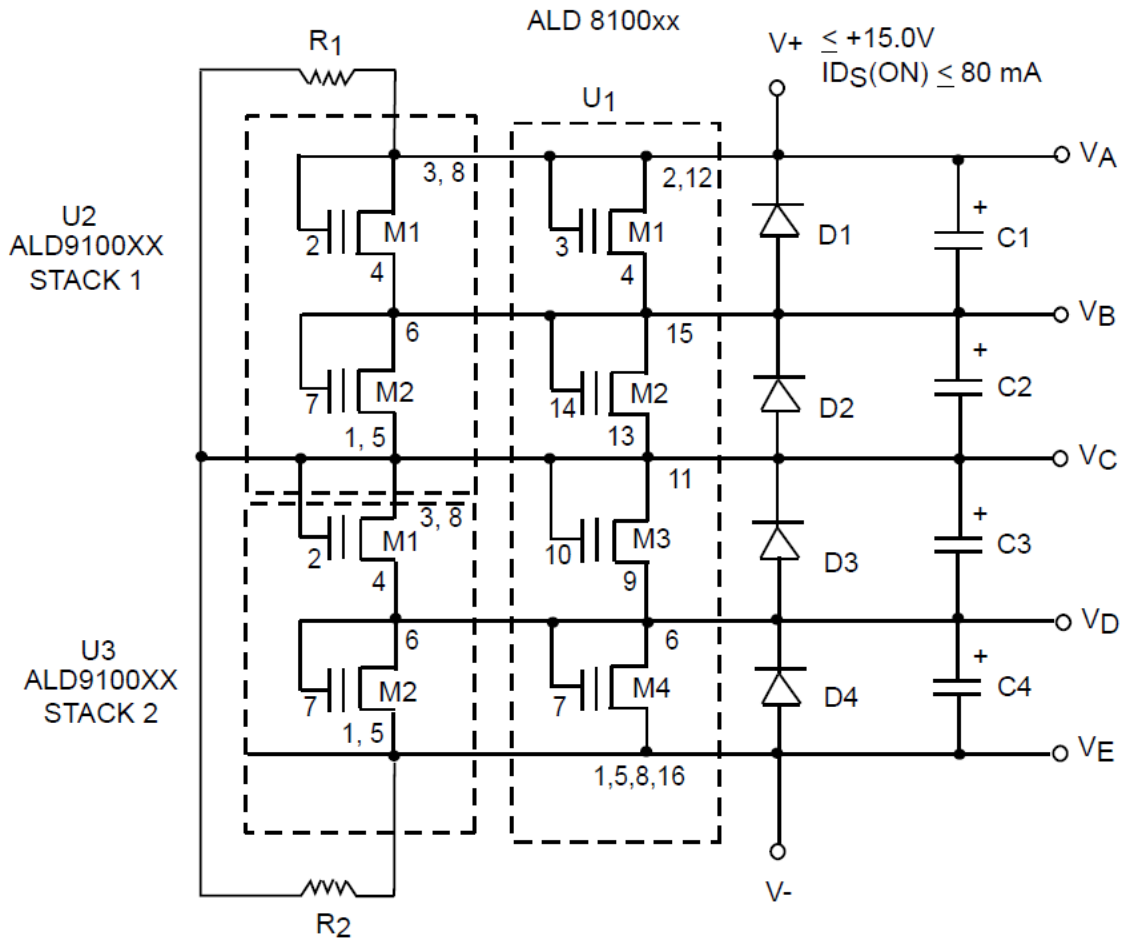 ALD 8100xx
R1
V+ ≤ +15.0V
IDS(ON) ≤ 80 mA
U1
VA
3, 8
2,12
U2
ALD9100XX
STACK 1
2
M1
4
3
M1
4
D1
+
C1
VB
6
15
7
M2
1, 5
14
M2
13
D2
+
C2
VC
3, 8
11
2
M1
4
10
M3
9
D3
+
C3
VD
6
6
U3
ALD9100XX
STACK 2
7
M2
1, 5
7
M4
D4
+
C4
VE
1,5,8,16
V-
R2